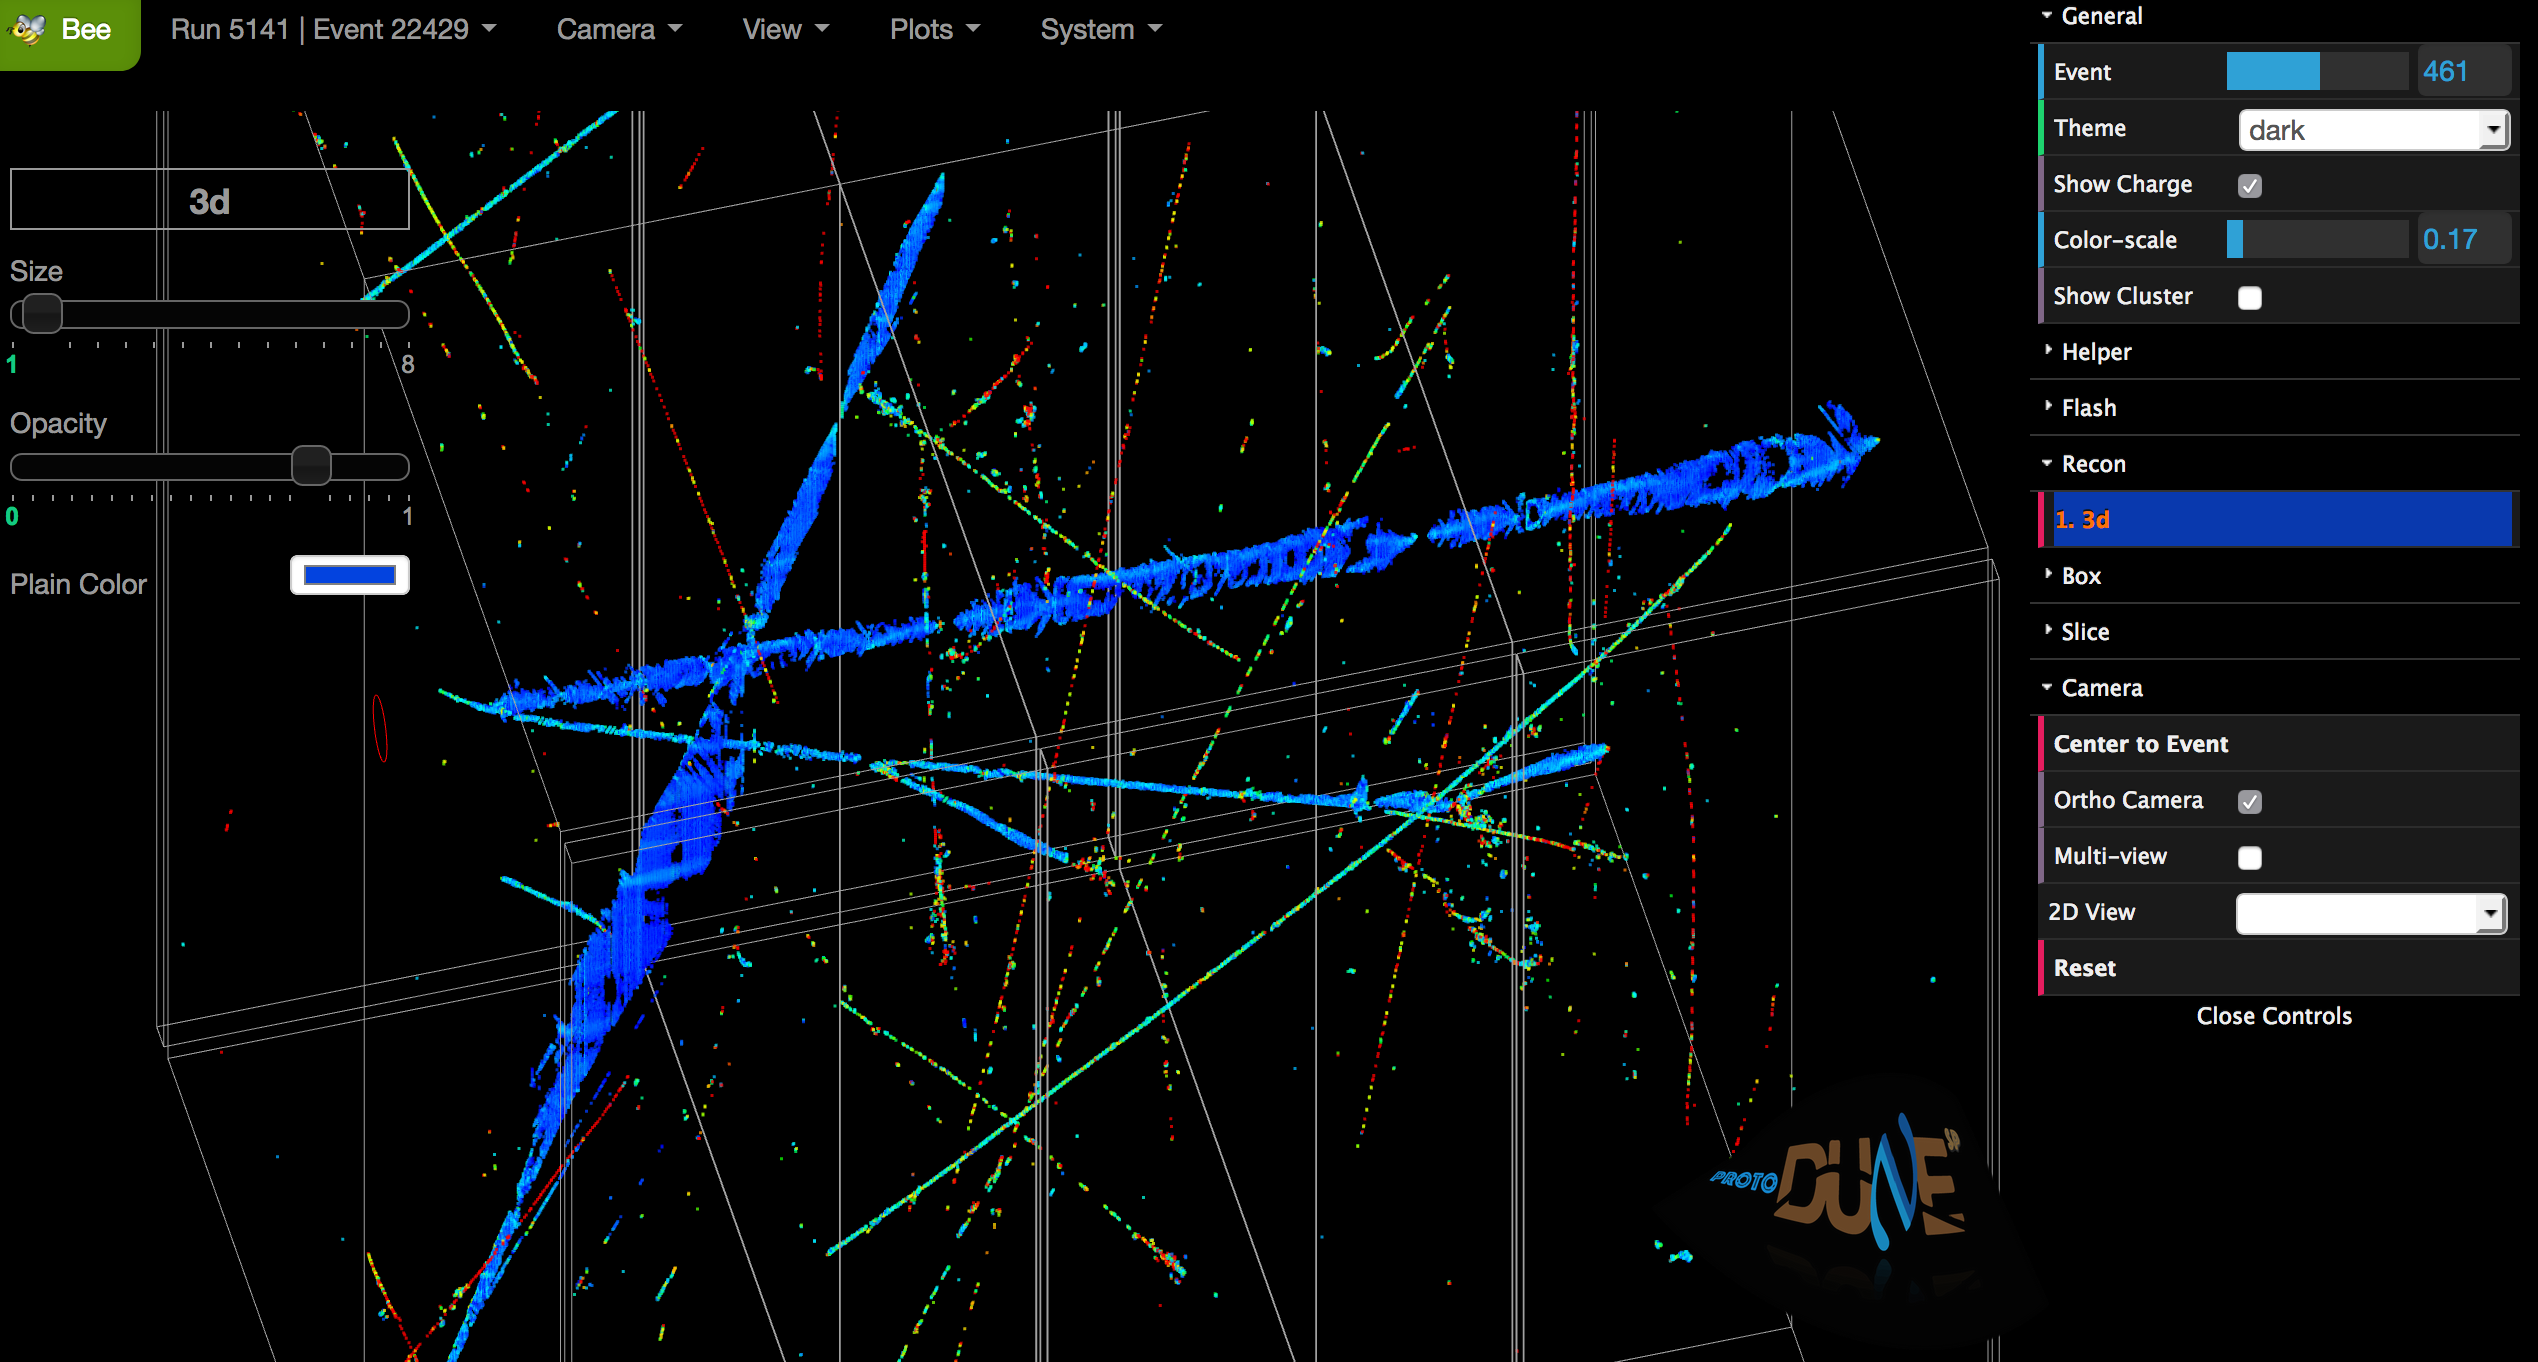 Bee
Run 5141 | Event 22429
Camera
View
Plots
System
3d
Size
1
8
Opacity
0
1
Plain Color
General
Event
461
Theme
dark
Show Charge
Color-scale
0.17
Show Cluster
Helper
Flash
Recon
1. 3d
Box
Slice
Camera
Center to Event
Ortho Camera
Multi-view
2D View
Reset
Close Controls
PROTO DUNE SP